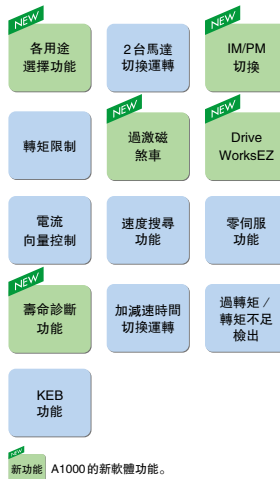 NEW
各用途
選擇功能
2台馬達
切換運轉
NEW
IM/PM
切換
轉矩限制
NEW
過激磁
煞車
NEW
Drive
WorksEZ
電流
向量控制
速度搜尋
功能
零伺服
功能
NEW
壽命診斷
功能
加減速時間
切換運轉
過轉矩／
轉矩不足
檢出
KEB
功能
NEW
新功能 A1000的新軟體功能。